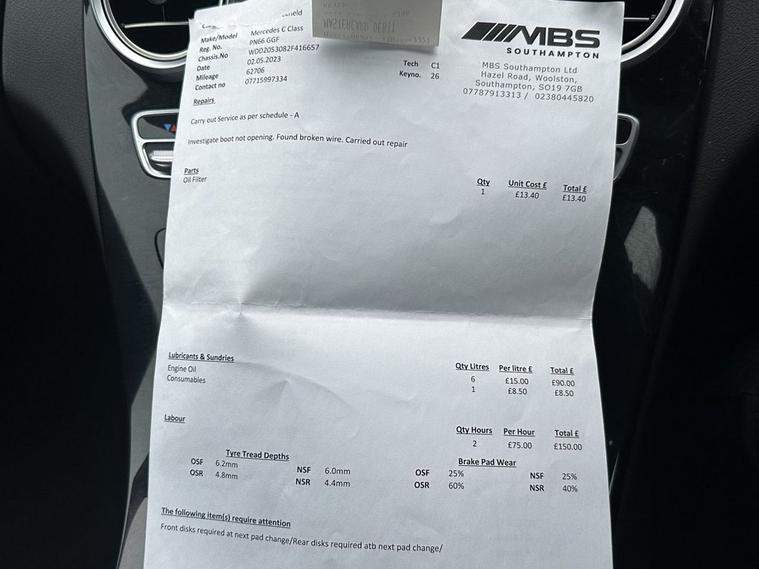 Make/Model Mercedes C Class
Reg. No. PN66 GGF
Chassis.No WDD2053082F416657
Date 02.05.2023
Mileage 62706
Contact no 07715997334
MASTERCARD DEBIT
Tech C1
Keyno. 26
MBS
SOUTHAMPTON
MBS Southampton Ltd
Hazel Road, Woolston,
Southampton, SO19 7GB
07787913313 / 02380445820
Repairs
Carry out Service as per schedule - A
Investigate boot not opening. Found broken wire. Carried out repair
Parts Qty Unit Cost £ Total £
Oil Filter 1 £13.40 £13.40
Lubricants & Sundries Qty Litres Per litre £ Total £
Engine Oil 6 £15.00 £90.00
Consumables 1 £8.50 £8.50
Labour Qty Hours Per Hour Total £
2 £75.00 £150.00
Tyre Tread Depths Brake Pad Wear
OSF 6.2mm NSF 6.0mm OSF 25% NSF 25%
OSR 4.8mm NSR 4.4mm OSR 60% NSR 40%
The following item(s) require attention
Front disks required at next pad change/Rear disks required atb next pad change/